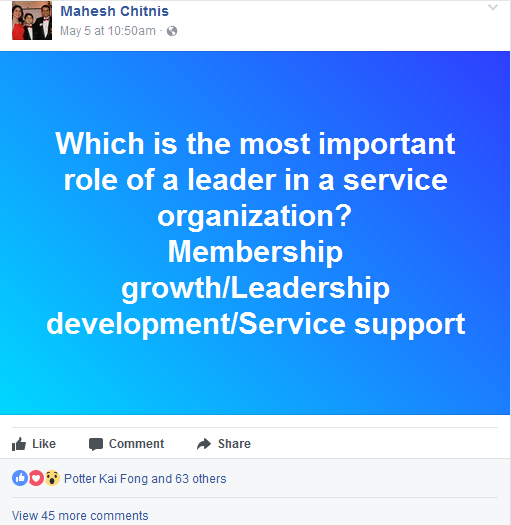 Mahesh Chitnis
May 5 at 10:50am ·
Which is the most important
role of a leader in a service
organization?
Membership
growth/Leadership
development/Service support
Like Comment Share
Potter Kai Fong and 63 others
View 45 more comments